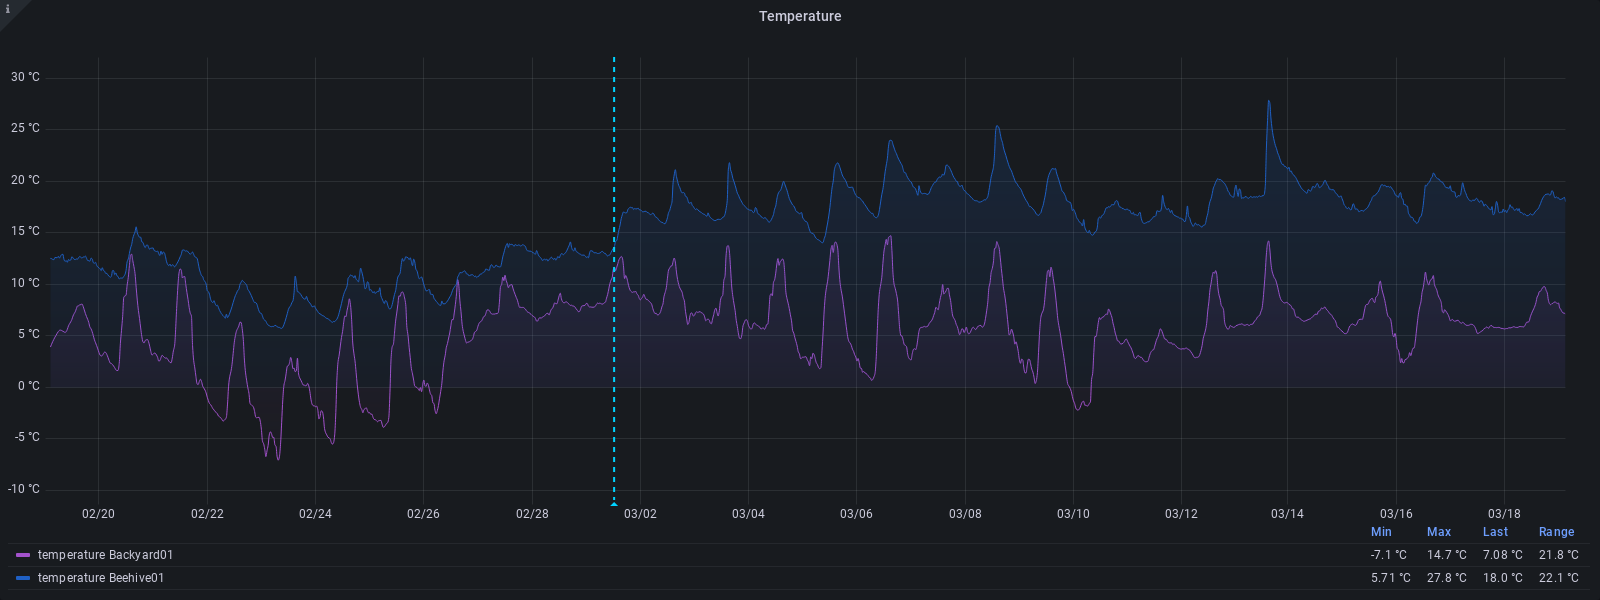 i
Temperature
30 °C
25 °C
20 °C
15 °C
10 °C
5 °C
0 °C
-5 °C
-10 °C
02/20 02/22 02/24 02/26 02/28 03/02 03/04 03/06 03/08 03/10 03/12 03/14 03/16 03/18
Min Max Last Range
temperature Backyard01 -7.1 °C 14.7 °C 7.08 °C 21.8 °C
temperature Beehive01 5.71 °C 27.8 °C 18.0 °C 22.1 °C